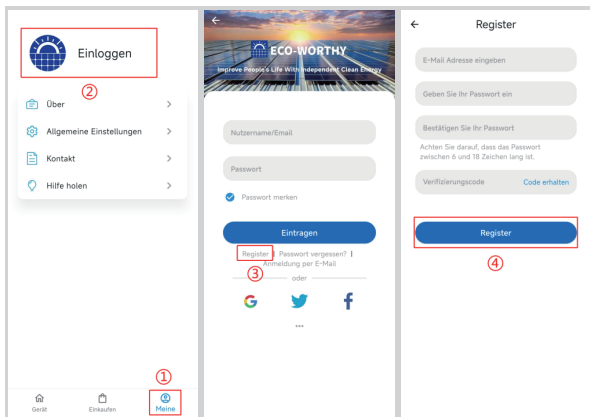 Einloggen
②
Über
Allgemeine Einstellungen
Kontakt
Hilfe holen
①
Gerät
Einkaufen
Meine
ECO-WORTHY
Improve People's Life With Independent Clean Energy
Nutzername/Email
Passwort
Passwort merken
Eintragen
Register | Passwort vergessen? |
Anmeldung per E-Mail
③
oder
Register
E-Mail Adresse eingeben
Geben Sie Ihr Passwort ein
Bestätigen Sie Ihr Passwort
Achten Sie darauf, dass das Passwort
zwischen 6 und 18 Zeichen lang ist.
Verifizierungscode Code erhalten
Register
④